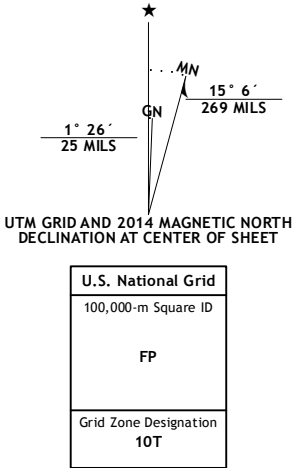 ★
MN
GN
15° 6´
269 MILS
1° 26´
25 MILS
UTM GRID AND 2014 MAGNETIC NORTH
DECLINATION AT CENTER OF SHEET
U.S. National Grid
100,000-m Square ID
FP
Grid Zone Designation
10T